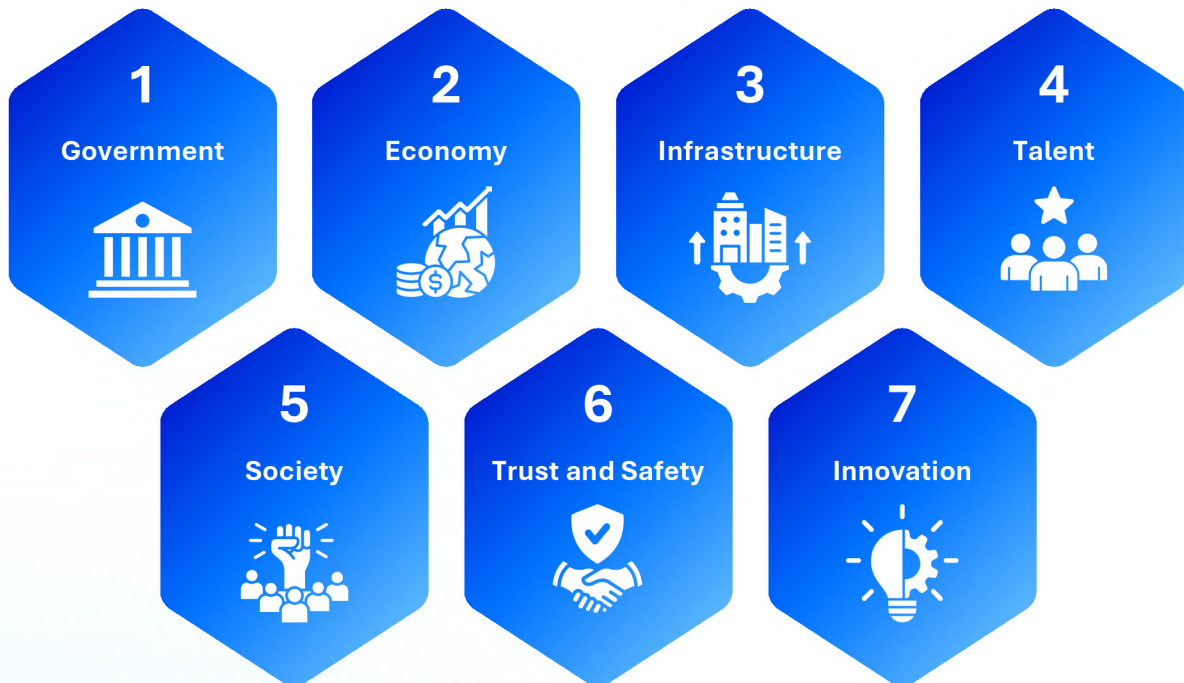 1
Government
2
Economy
3
Infrastructure
4
Talent
5
Society
6
Trust and Safety
7
Innovation